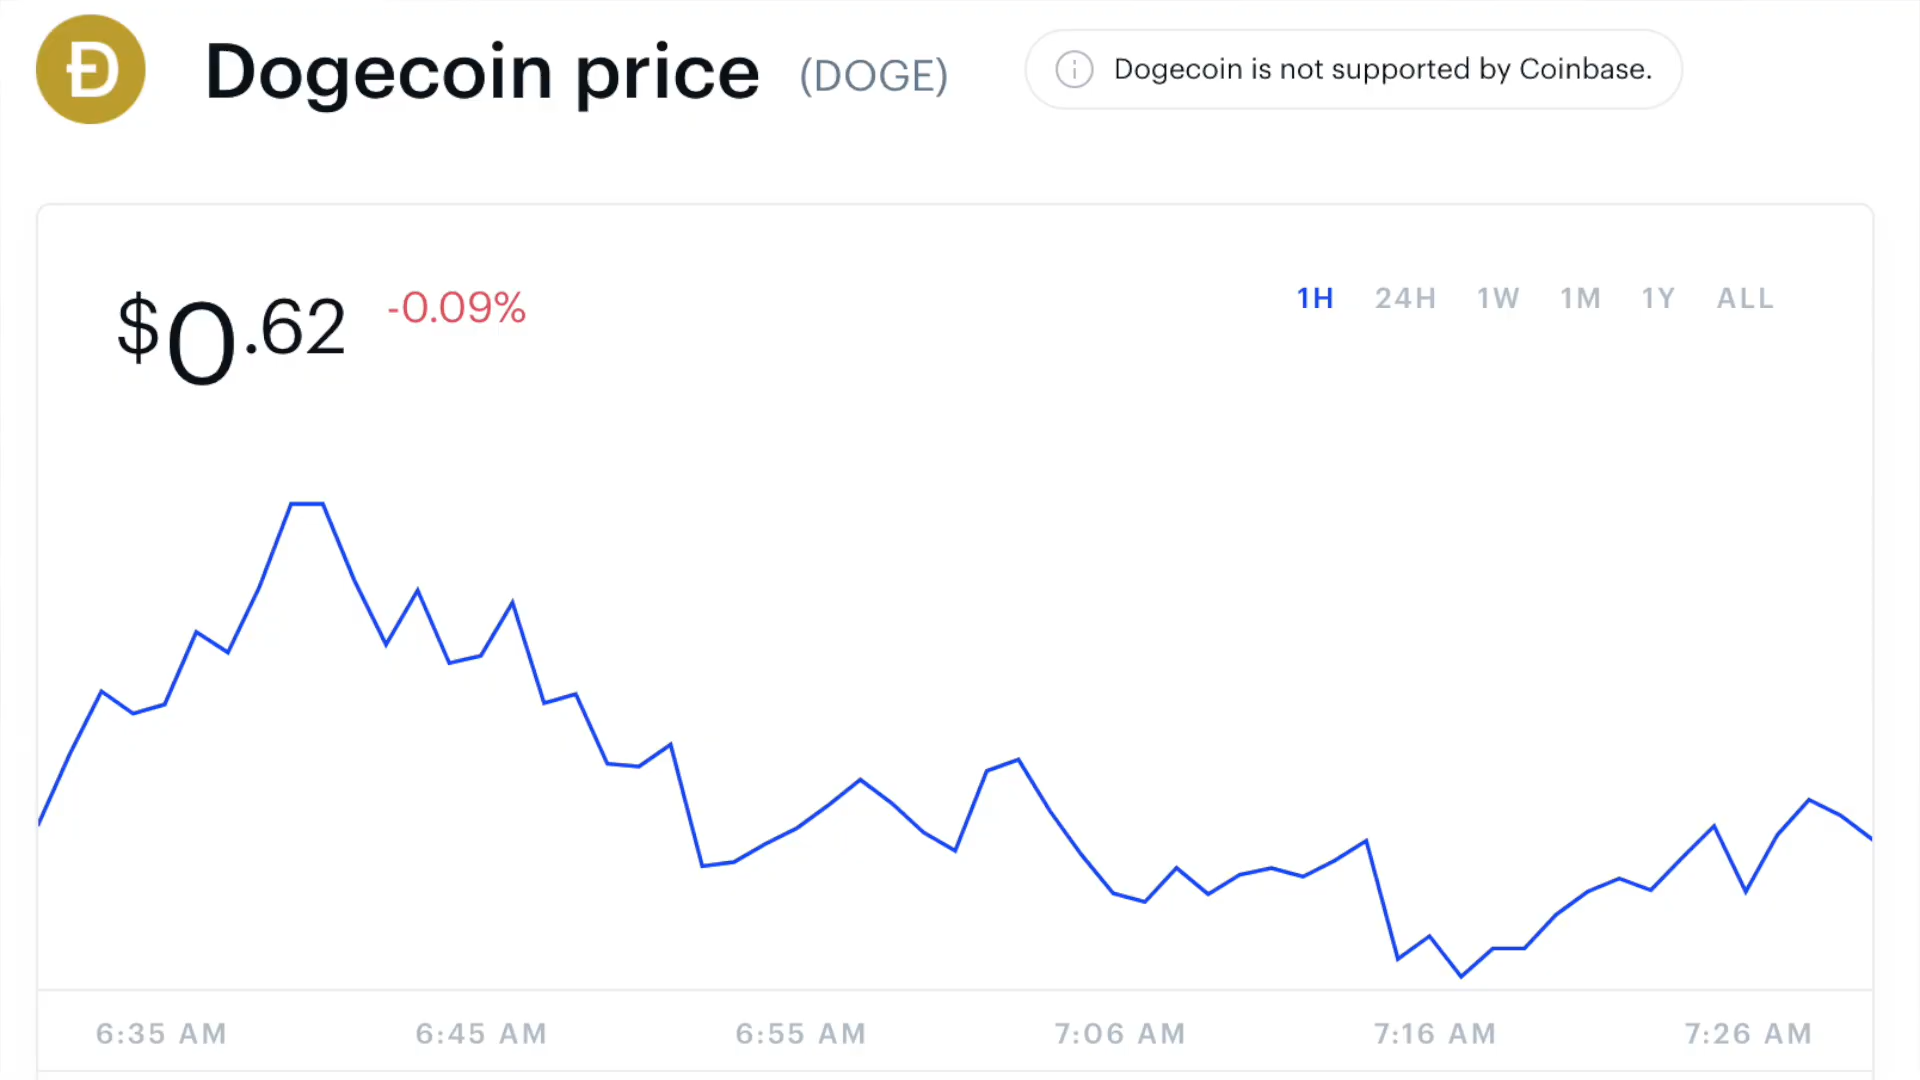 Dogecoin price (DOGE)
Dogecoin is not supported by Coinbase.
$0.62 -0.09%
1H 24H 1W 1M 1Y ALL
6:35 AM 6:45 AM 6:55 AM 7:06 AM 7:16 AM 7:26 AM